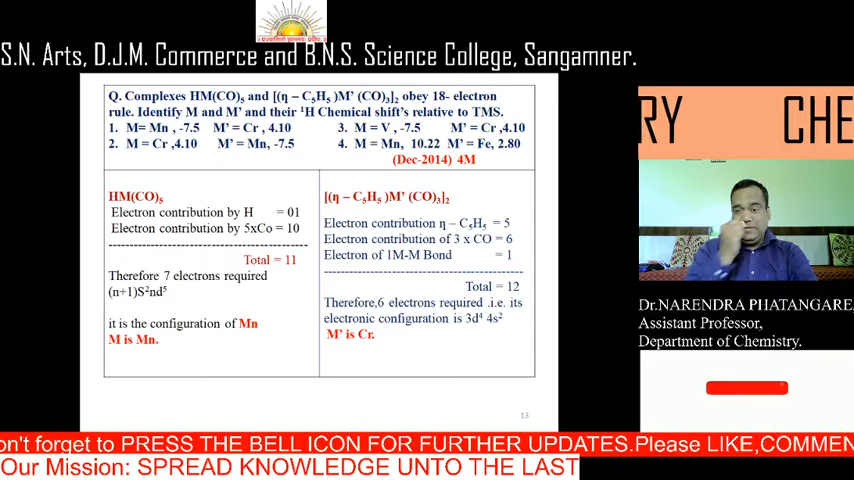 S.N. Arts, D.J.M. Commerce and B.N.S. Science College, Sangamner.
Q. Complexes HM(CO)5 and [(η – C5H5 )M’ (CO)3]2 obey 18- electron
rule. Identify M and M’ and their 1H Chemical shift’s relative to TMS.
1. M= Mn , -7.5 M’ = Cr , 4.10 3. M = V , -7.5 M’ = Cr ,4.10
2. M = Cr ,4.10 M’ = Mn, -7.5 4. M = Mn, 10.22 M’ = Fe, 2.80
(Dec-2014) 4M
HM(CO)5
Electron contribution by H = 01
Electron contribution by 5xCo = 10
Total = 11
Therefore 7 electrons required
(n+1)S2nd5
it is the configuration of Mn
M is Mn.
[(η – C5H5 )M’ (CO)3]2
Electron contribution η – C5H5 = 5
Electron contribution of 3 x CO = 6
Electron of 1M-M Bond = 1
Total = 12
Therefore,6 electrons required .i.e. its
electronic configuration is 3d4 4s2
M’ is Cr.
13
RY CHE
Dr.NARENDRA PHATANGARE,
Assistant Professor,
Department of Chemistry.
on't forget to PRESS THE BELL ICON FOR FURTHER UPDATES.Please LIKE,COMMEN
Our Mission: SPREAD KNOWLEDGE UNTO THE LAST